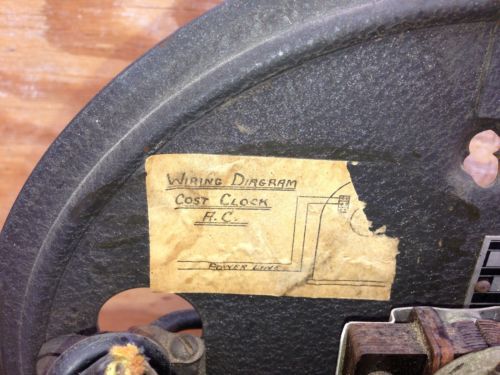 WIRING DIAGRAM
COST CLOCK
A.C.
POWER LINE